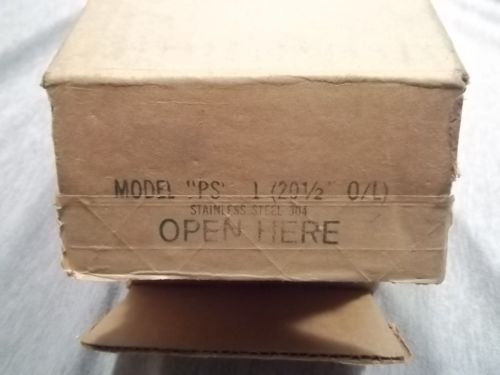 MODEL "PS" 1 (20½" O/L)
STAINLESS STEEL 304
OPEN HERE